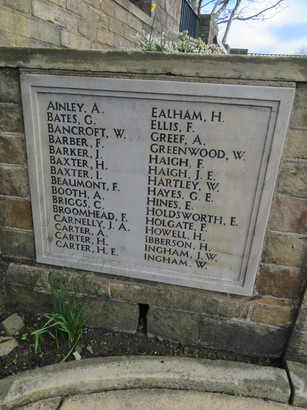 AINLEY, A.
BATES, G.
BANCROFT, W.
BARBER, F.
BARKER, J.
BAXTER, H.
BAXTER, I.
BEAUMONT, F.
BOOTH, A.
BRIGGS, C.
BROOMHEAD, F.
CARNELLY, J. A.
CARTER, A.
CARTER, H.
CARTER, H. E.
EALHAM, H.
ELLIS, F.
GREEF, A.
GREENWOOD, W.
HAIGH, F.
HAIGH, J. E.
HARTLEY, W.
HAYES, G. E.
HINES, E.
HOLDSWORTH, E.
HOLGATE, F.
HOWELL, H.
IBBERSON, H.
INGHAM, J. W.
INGHAM, W.